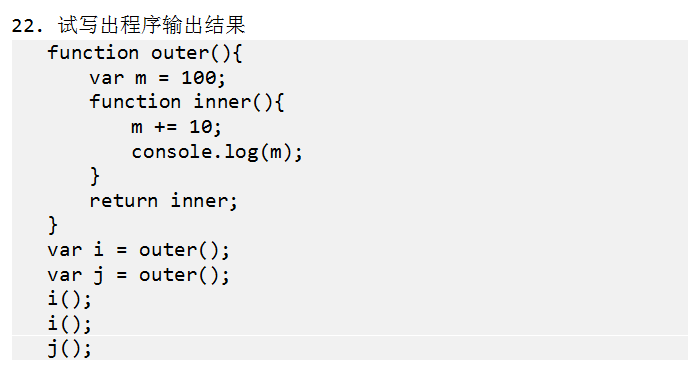 22. 试写出程序输出结果
function outer(){
    var m = 100;
    function inner(){
        m += 10;
        console.log(m);
    }
    return inner;
}
var i = outer();
var j = outer();
i();
i();
j();